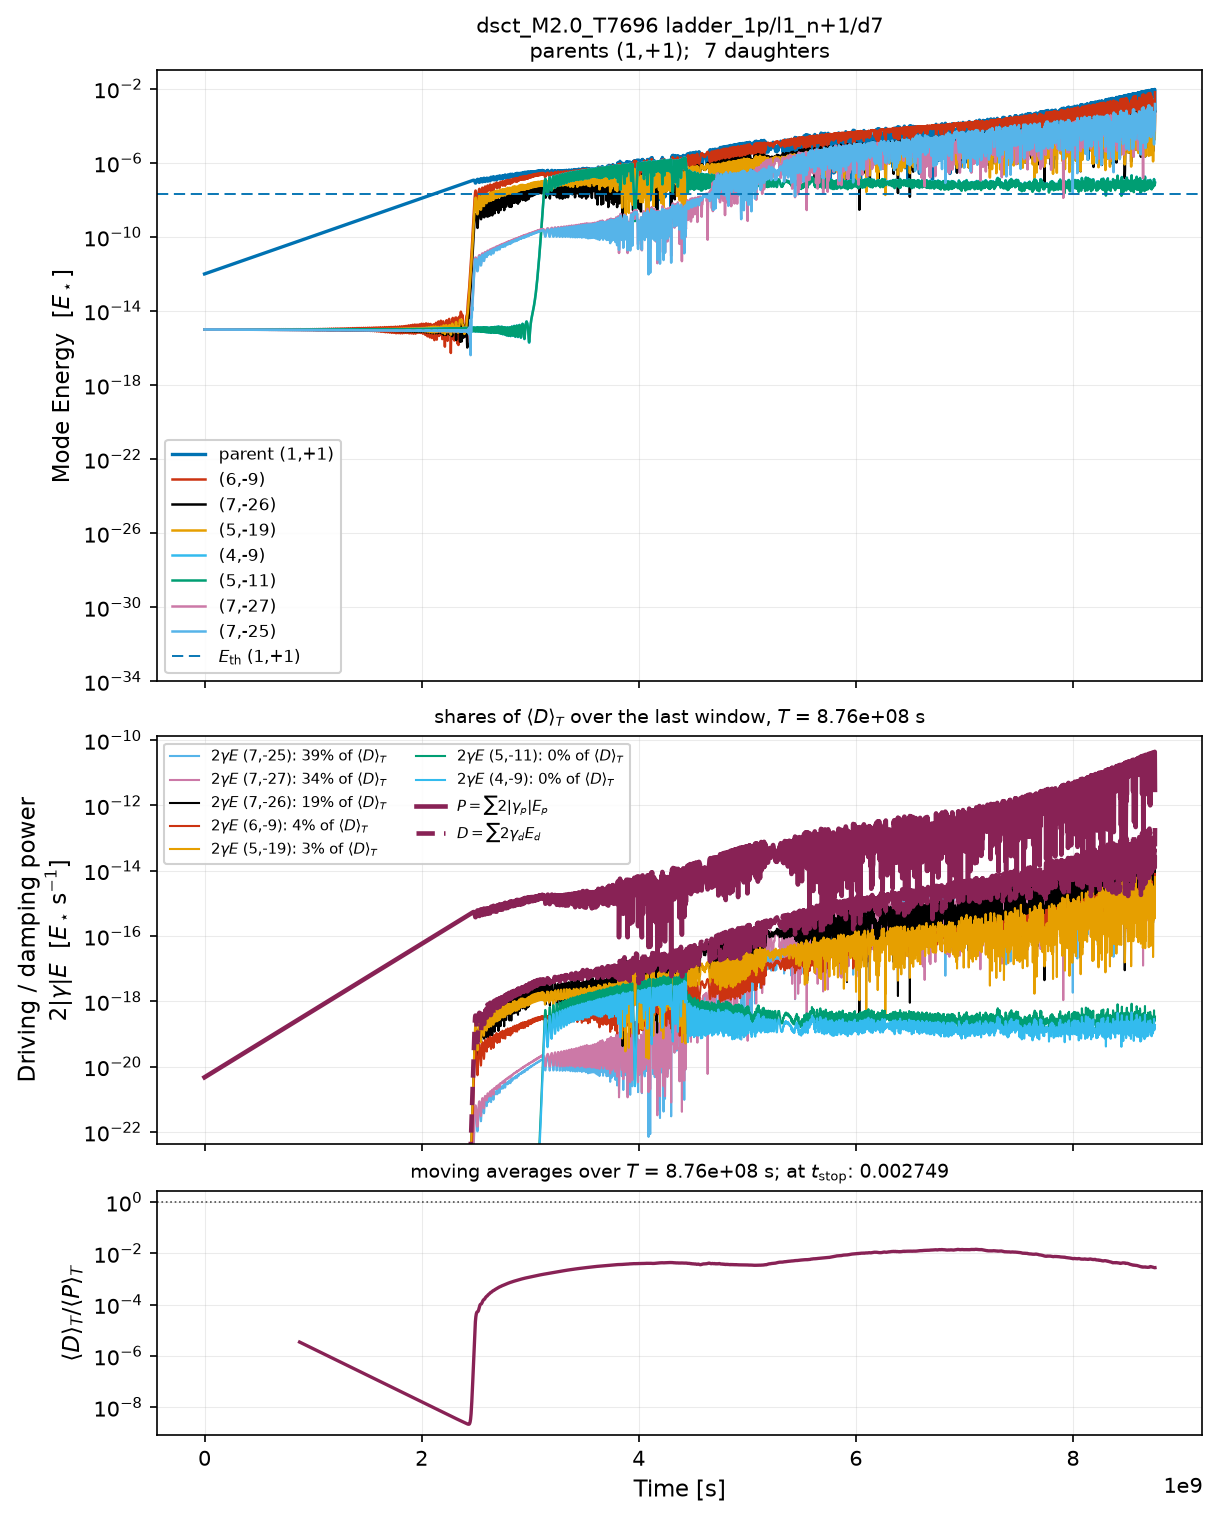 dsct_M2.0_T7696 ladder_1p/l1_n+1/d7
parents (1,+1);  7 daughters
Mode Energy [E⋆]
10⁻²
10⁻⁶
10⁻¹⁰
10⁻¹⁴
10⁻¹⁸
10⁻²²
10⁻²⁶
10⁻³⁰
10⁻³⁴
parent (1,+1)
(6,-9)
(7,-26)
(5,-19)
(4,-9)
(5,-11)
(7,-27)
(7,-25)
E_th (1,+1)
shares of ⟨D⟩_T over the last window, T = 8.76e+08 s
Driving / damping power
2|γ|E [E⋆ s⁻¹]
10⁻¹⁰
10⁻¹²
10⁻¹⁴
10⁻¹⁶
10⁻¹⁸
10⁻²⁰
10⁻²²
2γE (7,-25): 39% of ⟨D⟩_T
2γE (7,-27): 34% of ⟨D⟩_T
2γE (7,-26): 19% of ⟨D⟩_T
2γE (6,-9): 4% of ⟨D⟩_T
2γE (5,-19): 3% of ⟨D⟩_T
2γE (5,-11): 0% of ⟨D⟩_T
2γE (4,-9): 0% of ⟨D⟩_T
P = ∑2|γ_p|E_p
D = ∑2γ_dE_d
moving averages over T = 8.76e+08 s; at t_stop: 0.002749
⟨D⟩_T/⟨P⟩_T
10⁰
10⁻²
10⁻⁴
10⁻⁶
10⁻⁸
0 2 4 6 8
Time [s]
1e9